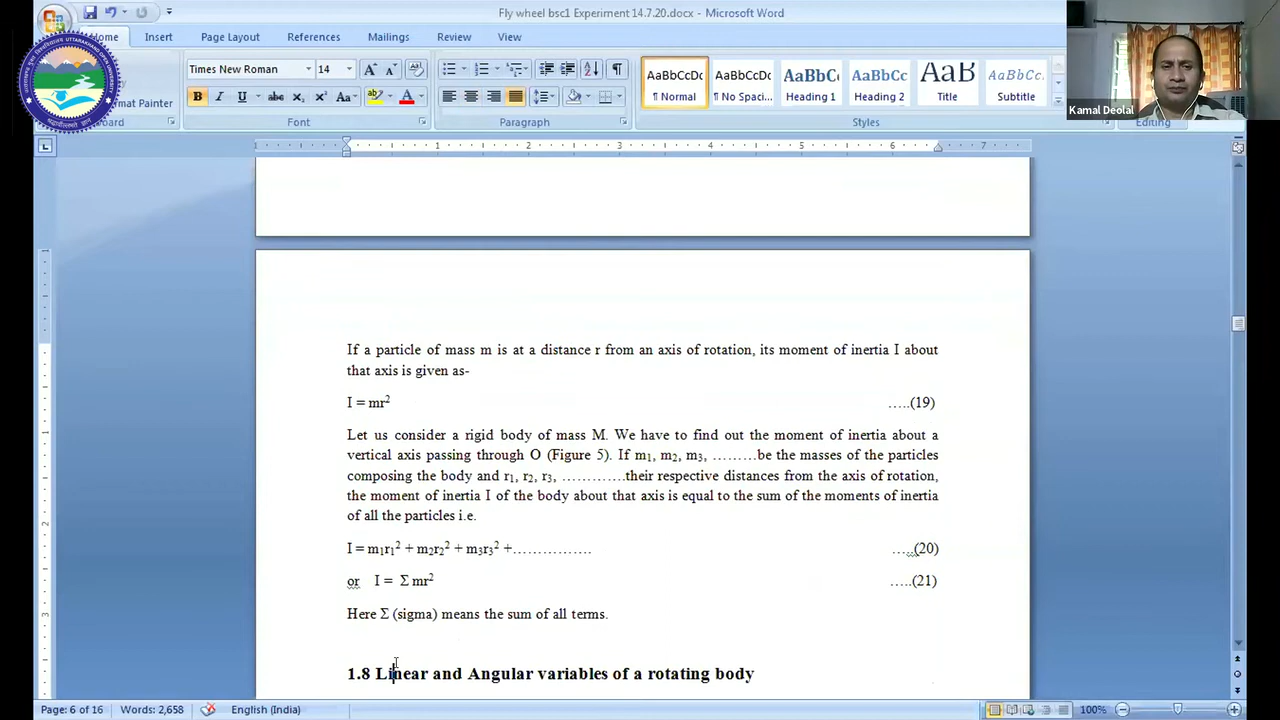 Fly wheel bsc1 Experiment 14.7.20.docx - Microsoft Word
Home Insert Page Layout References Mailings Review View
Times New Roman 14
AaBbCcDc AaBbCcDc AaBbC AaBbCc AaB AaBbCcL
¶ Normal ¶ No Spaci... Heading 1 Heading 2 Title Subtitle
Format Painter
Kamal Deolal
Font Paragraph Styles Editing
If a particle of mass m is at a distance r from an axis of rotation, its moment of inertia I about
that axis is given as-
I = mr² …..(19)
Let us consider a rigid body of mass M. We have to find out the moment of inertia about a
vertical axis passing through O (Figure 5). If m₁, m₂, m₃, ………be the masses of the particles
composing the body and r₁, r₂, r₃, ………….their respective distances from the axis of rotation,
the moment of inertia I of the body about that axis is equal to the sum of the moments of inertia
of all the particles i.e.
I = m₁r₁² + m₂r₂² + m₃r₃² +……………. …..(20)
or I = Σ mr² …..(21)
Here Σ (sigma) means the sum of all terms.
1.8 Linear and Angular variables of a rotating body
Page: 6 of 16 Words: 2,658 English (India) 100%